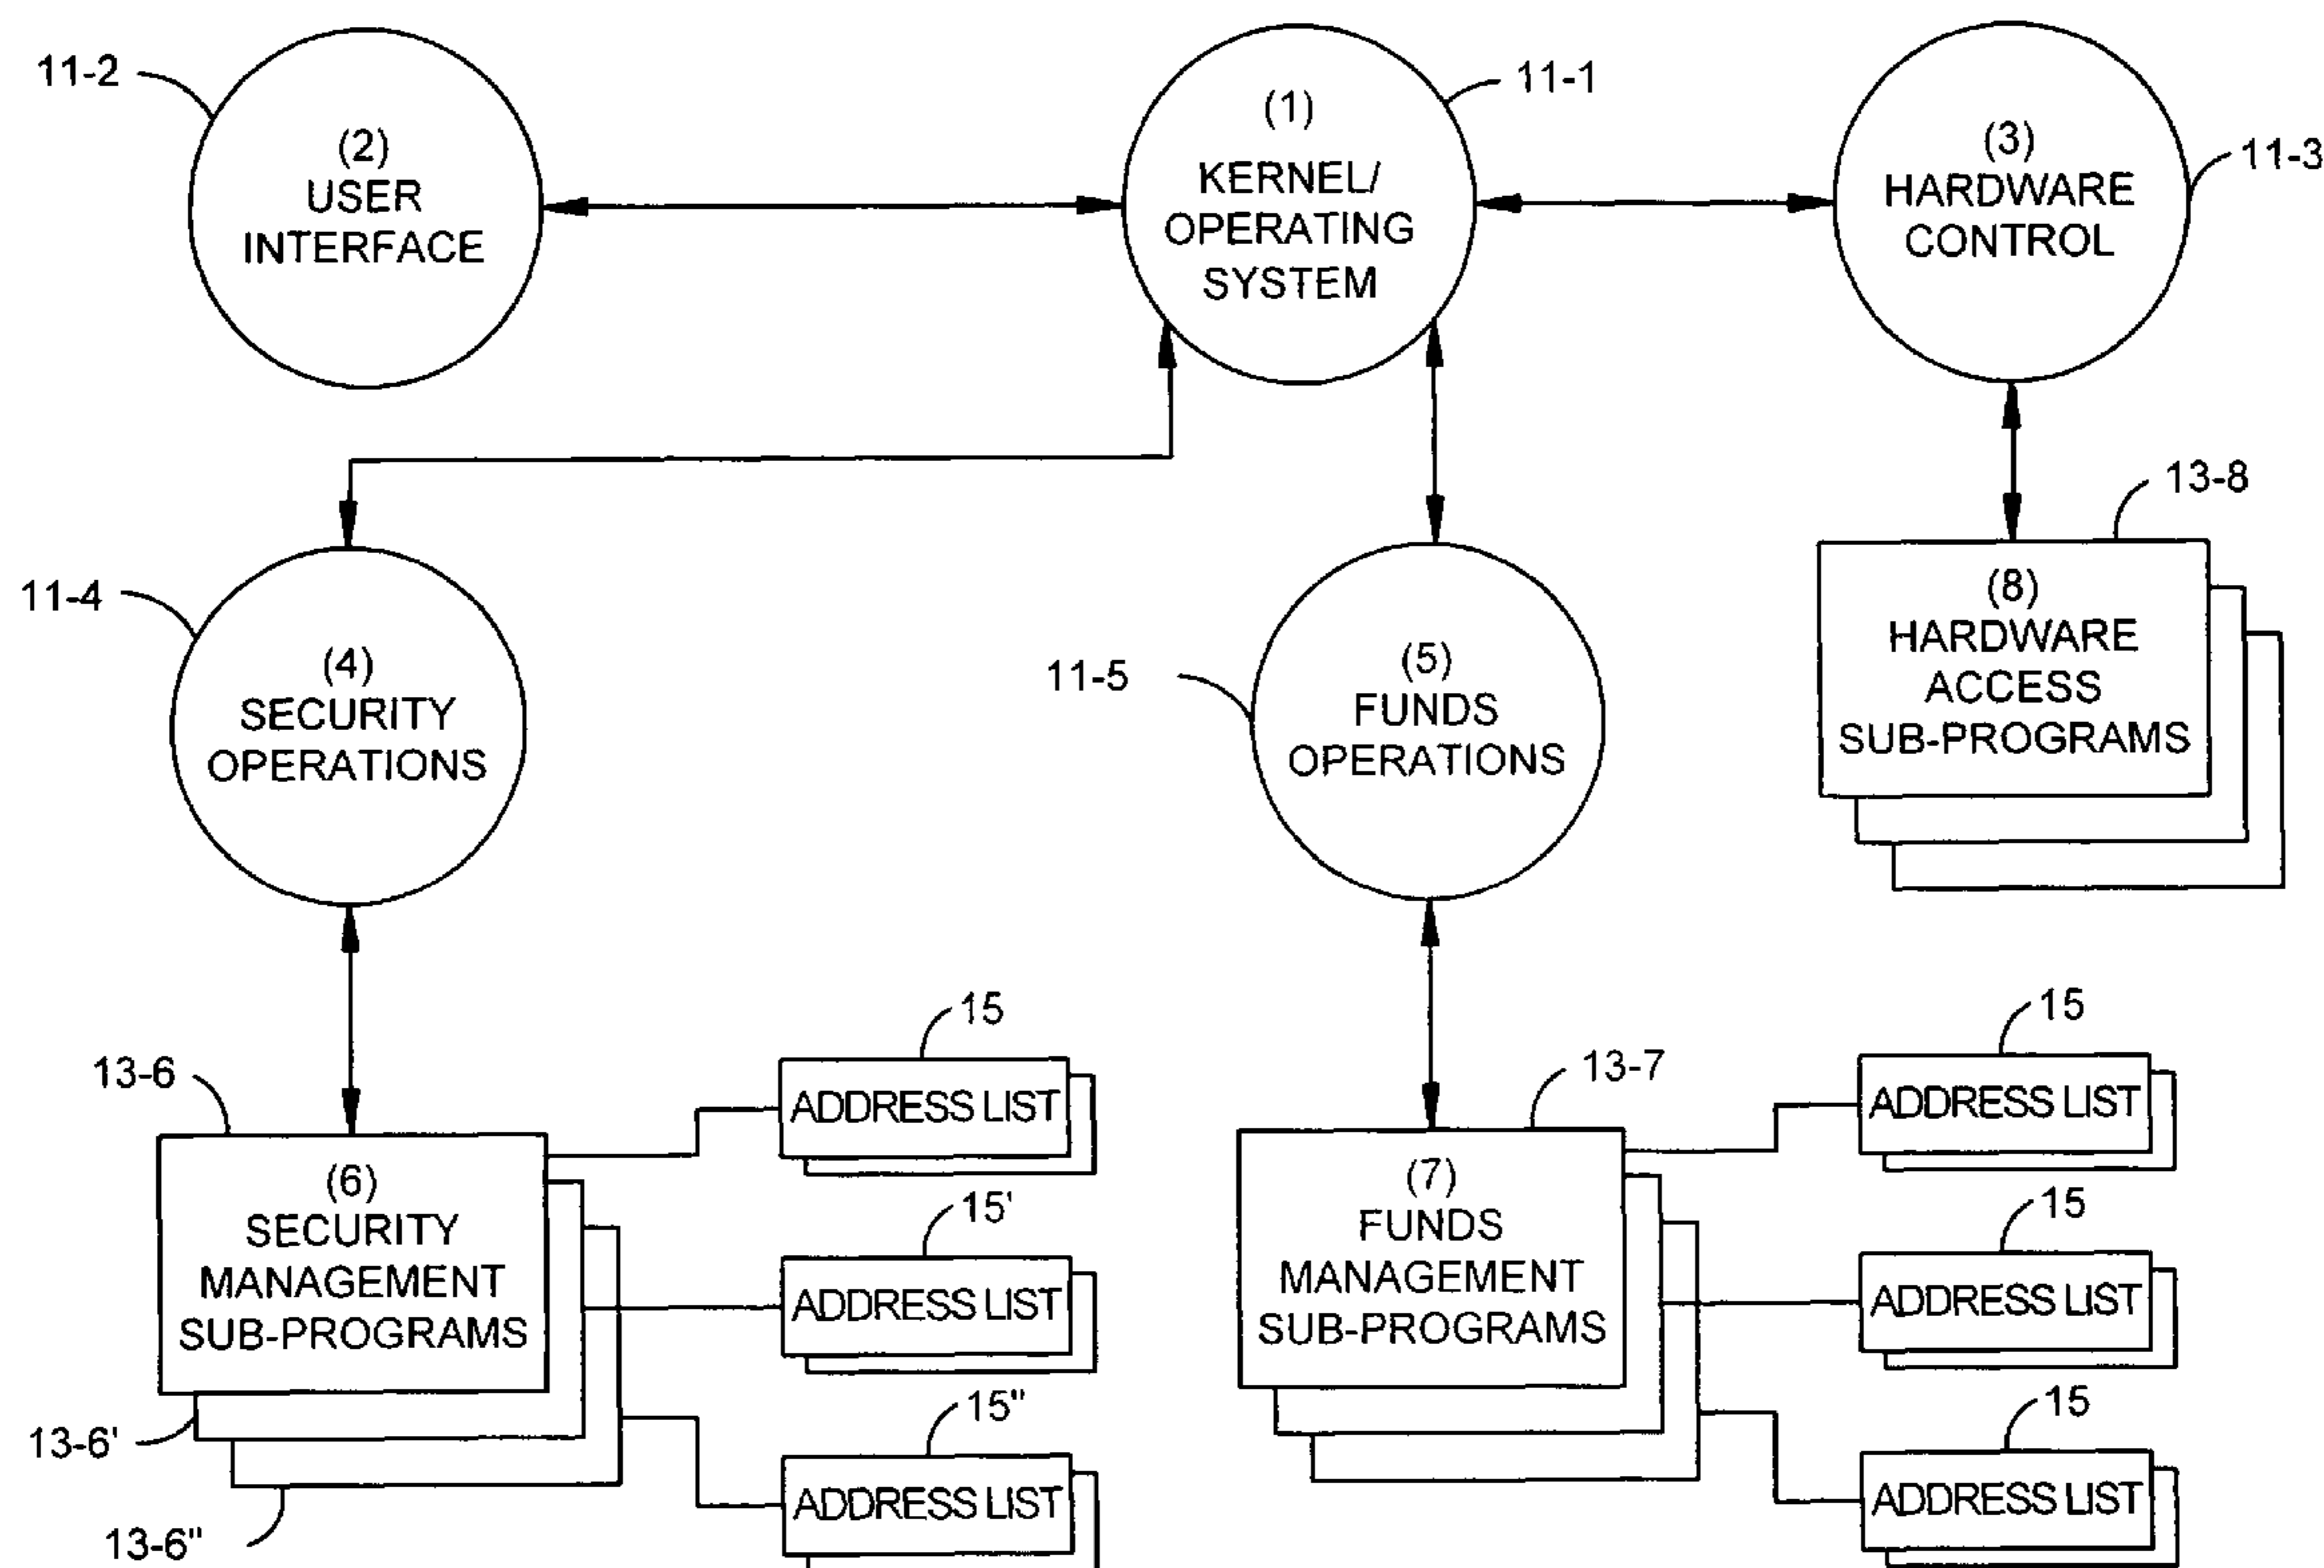 11-2
(2)
USER
INTERFACE
(1)
KERNEL/
OPERATING
SYSTEM
11-1
(3)
HARDWARE
CONTROL
11-3
11-4
(4)
SECURITY
OPERATIONS
11-5
(5)
FUNDS
OPERATIONS
13-8
(8)
HARDWARE
ACCESS
SUB-PROGRAMS
13-6
(6)
SECURITY
MANAGEMENT
SUB-PROGRAMS
13-6'
13-6"
15
ADDRESS LIST
15'
ADDRESS LIST
15"
ADDRESS LIST
13-7
(7)
FUNDS
MANAGEMENT
SUB-PROGRAMS
15
ADDRESS LIST
15
ADDRESS LIST
15
ADDRESS LIST